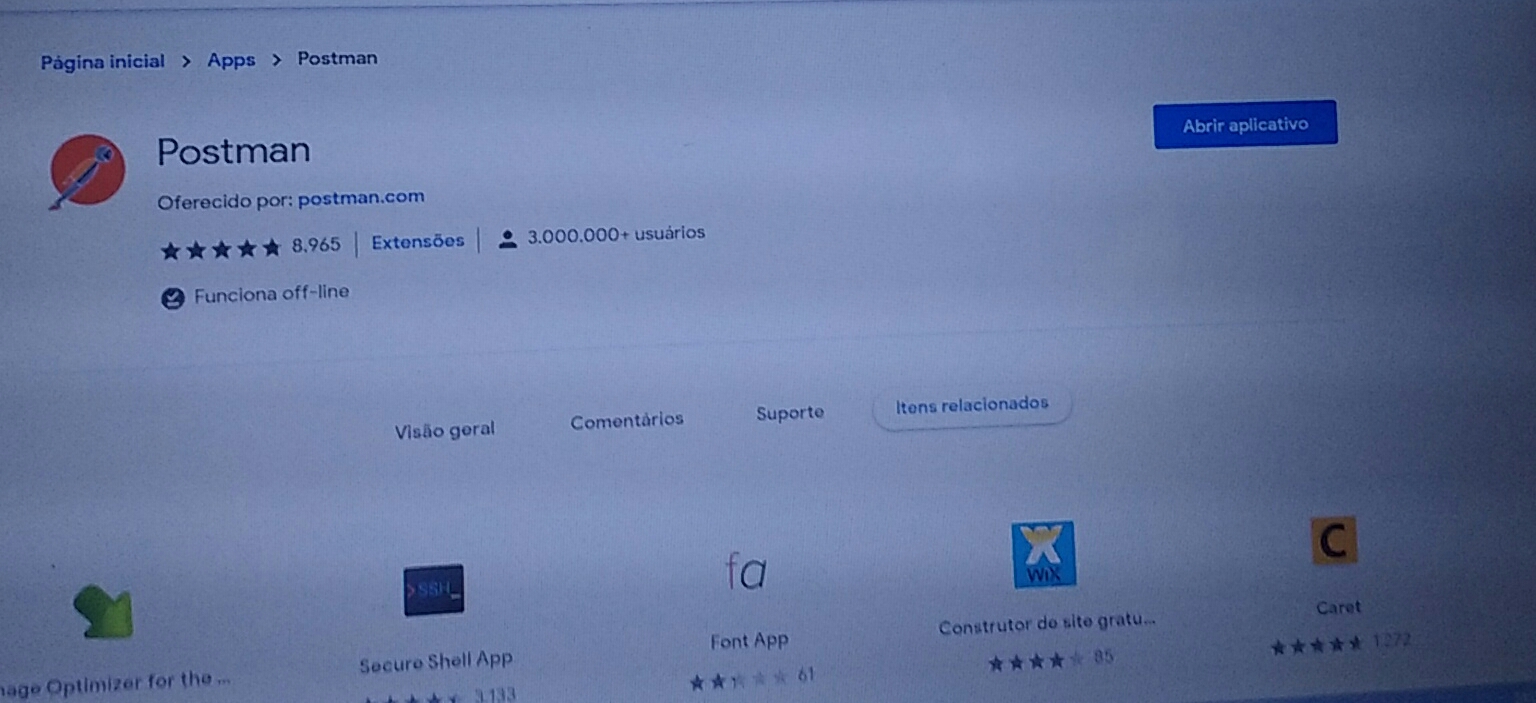 Página inicial > Apps > Postman
Abrir aplicativo
Postman
Oferecido por: postman.com
8.965 | Extensões | 3.000.000+ usuários
Funciona off-line
Visão geral
Comentários
Suporte
Itens relacionados
>SSH_
fa
WiX
C
Optimizer for the ...
Secure Shell App
Font App
Construtor de site gratu...
Caret
3.133
61
85
1.272